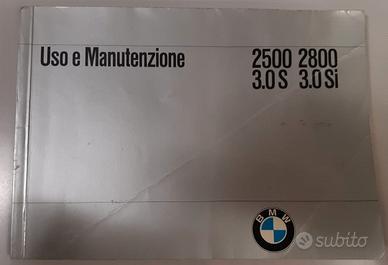 Uso e Manutenzione
2500 2800
3.0 S 3.0 Si
BMW
subito